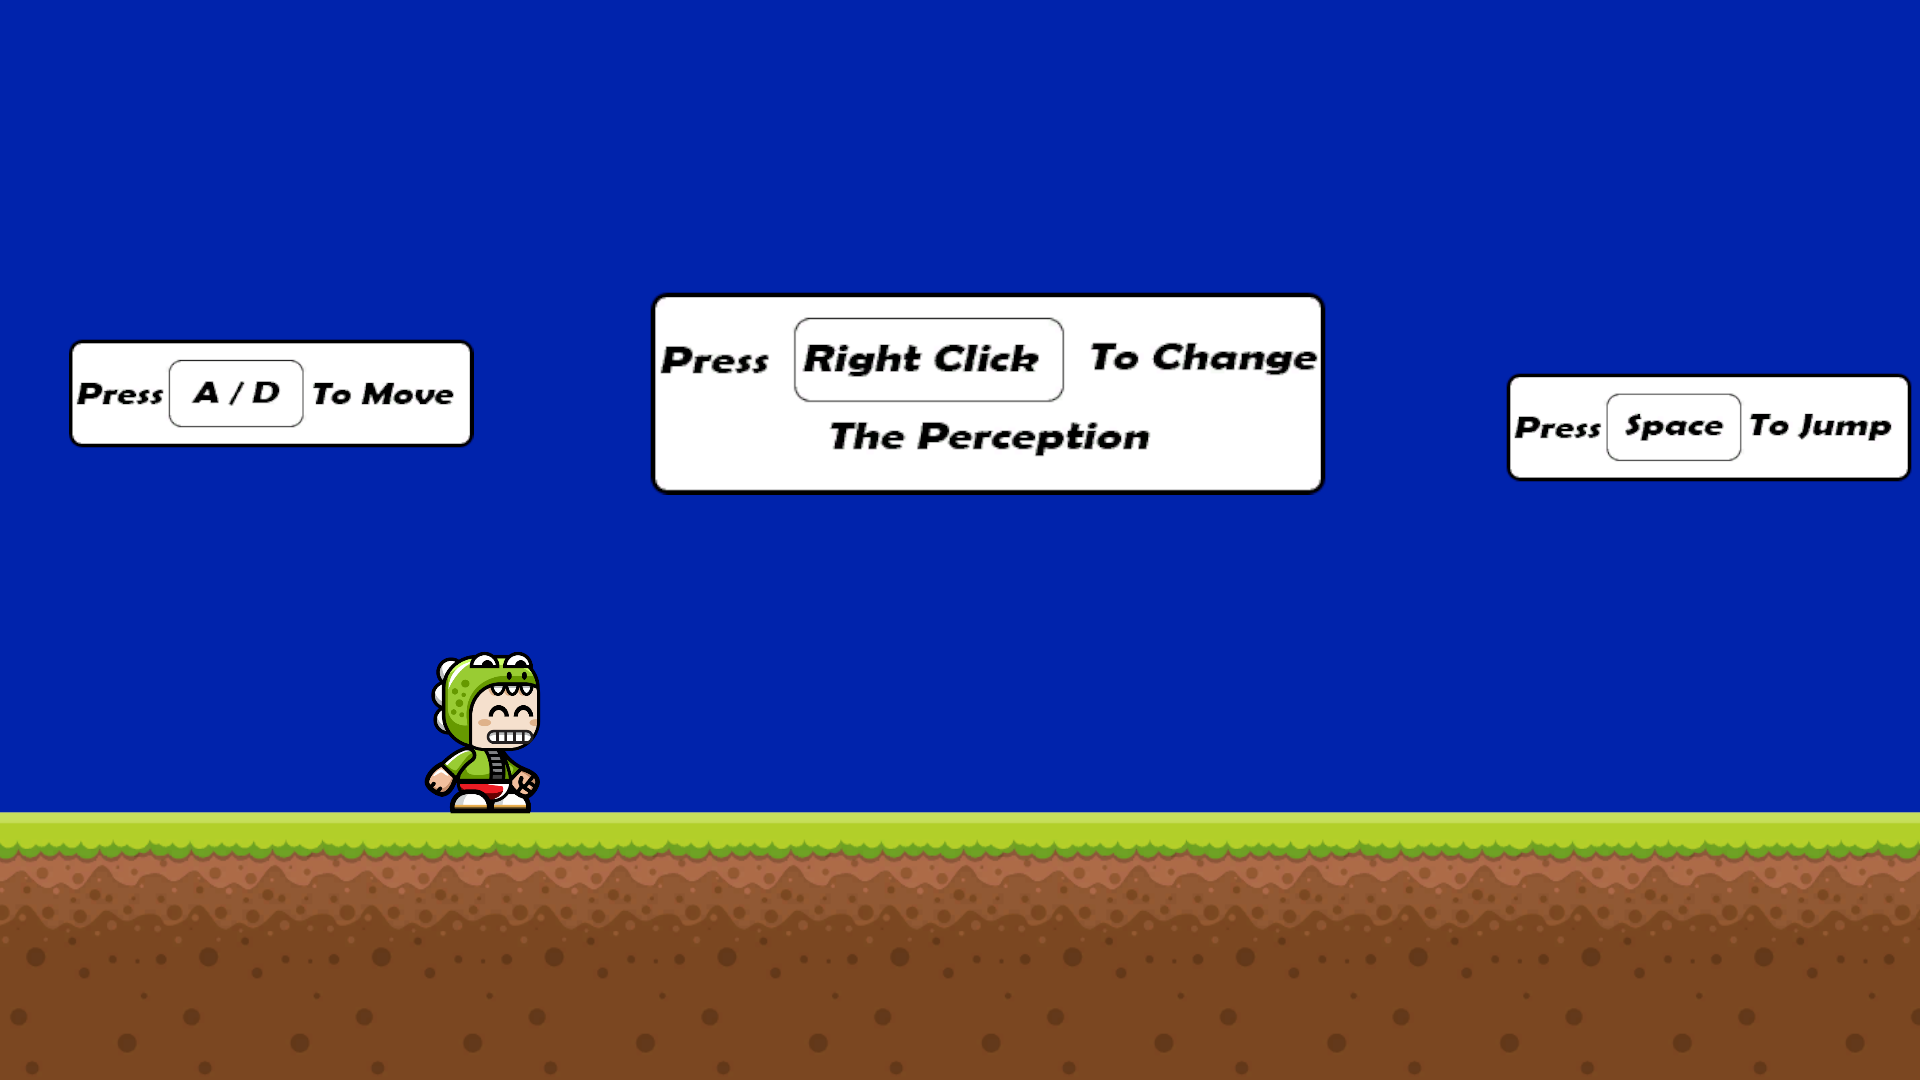 Press A / D To Move
Press Right Click To Change
The Perception
Press Space To Jump